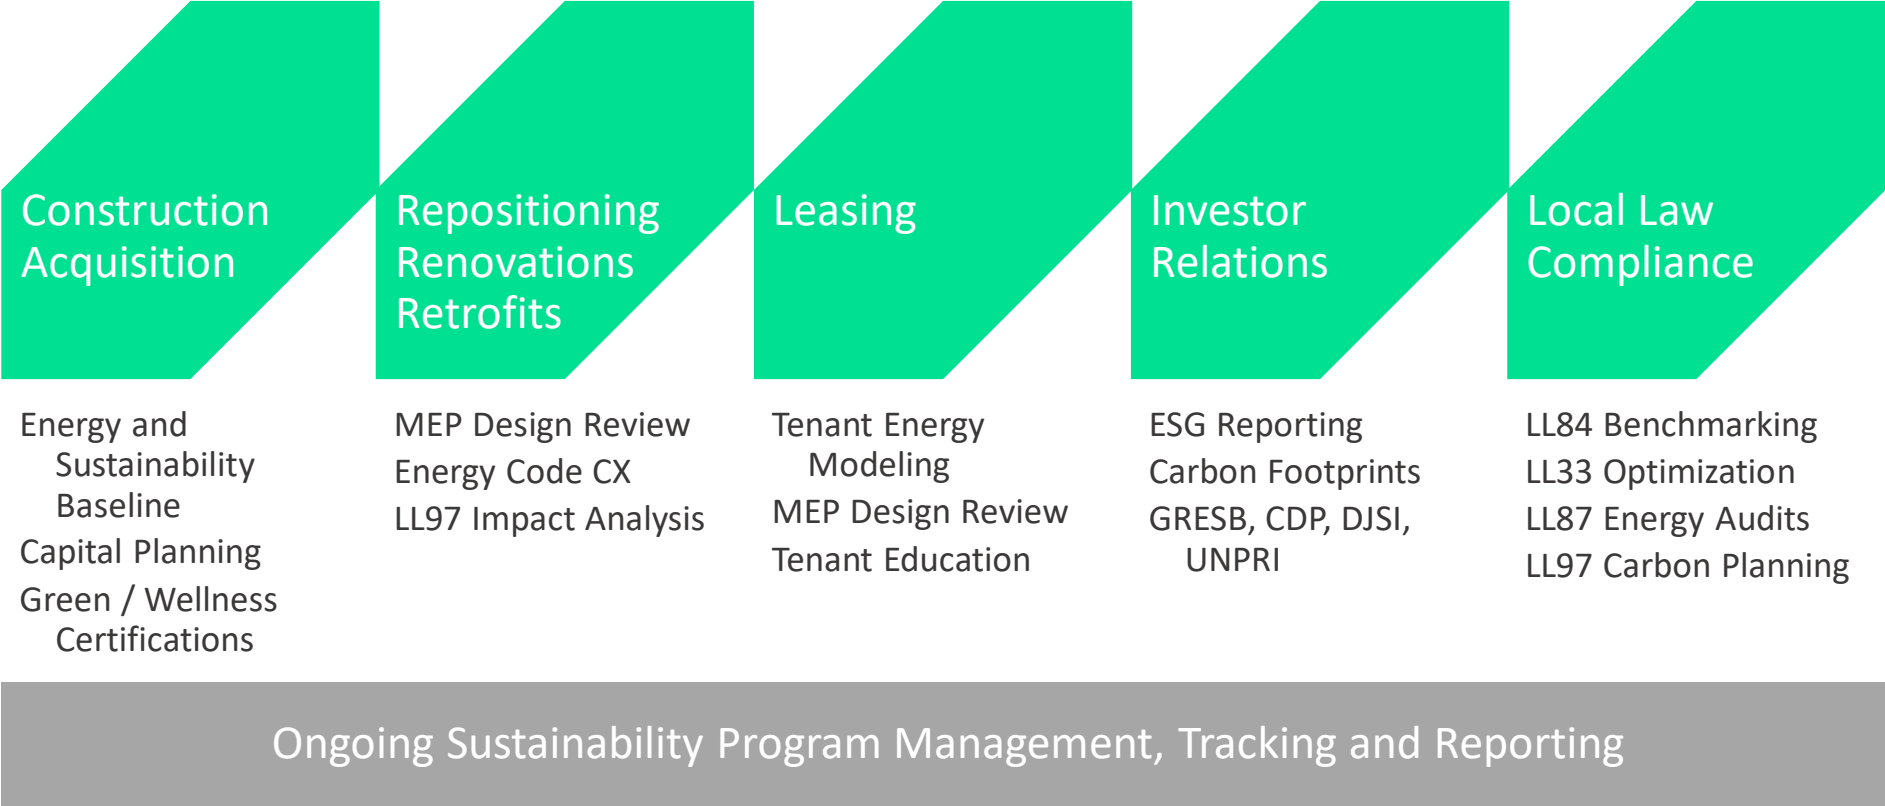 Construction
Acquisition
Energy and
Sustainability
Baseline
Capital Planning
Green / Wellness
Certifications
Repositioning
Renovations
Retrofits
MEP Design Review
Energy Code CX
LL97 Impact Analysis
Leasing
Tenant Energy
Modeling
MEP Design Review
Tenant Education
Investor
Relations
ESG Reporting
Carbon Footprints
GRESB, CDP, DJSI,
UNPRI
Local Law
Compliance
LL84 Benchmarking
LL33 Optimization
LL87 Energy Audits
LL97 Carbon Planning
Ongoing Sustainability Program Management, Tracking and Reporting